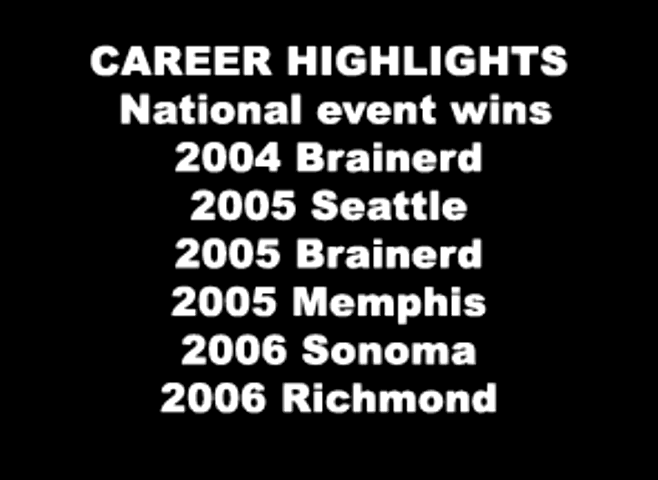 CAREER HIGHLIGHTS
National event wins
2004 Brainerd
2005 Seattle
2005 Brainerd
2005 Memphis
2006 Sonoma
2006 Richmond